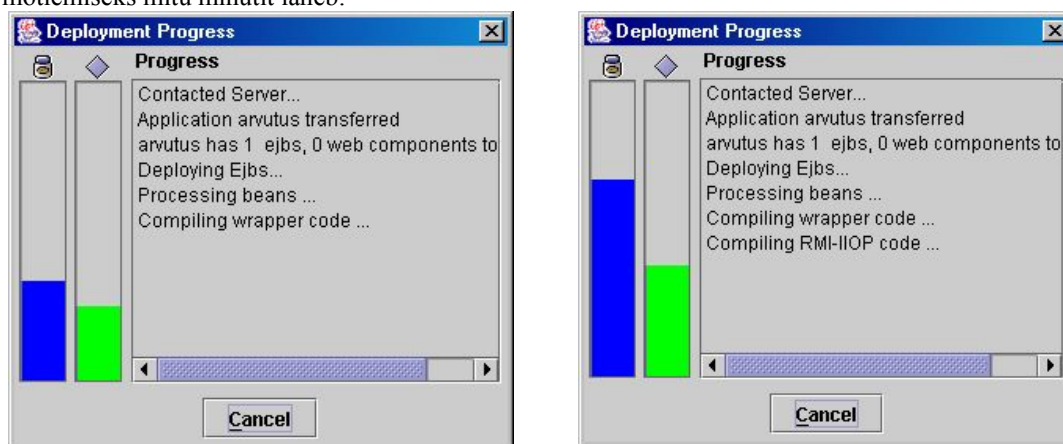 mõtlemiseks mitu minutit läheb.
Deployment Progress
Progress
Contacted Server...
Application arvutus transferred
arvutus has 1 ejbs, 0 web components to
Deploying Ejbs...
Processing beans ...
Compiling wrapper code ...
Cancel
Deployment Progress
Progress
Contacted Server...
Application arvutus transferred
arvutus has 1 ejbs, 0 web components to
Deploying Ejbs...
Processing beans ...
Compiling wrapper code ...
Compiling RMI-IIOP code ...
Cancel